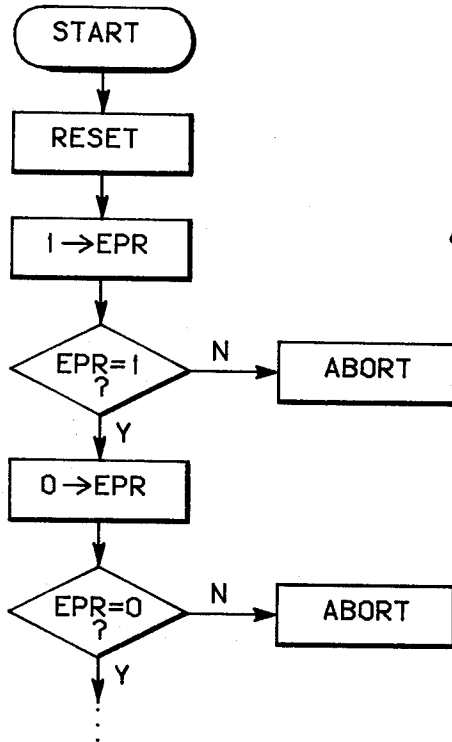 START
RESET
1→EPR
EPR=1
?
N
ABORT
Y
0→EPR
EPR=0
?
N
ABORT
Y